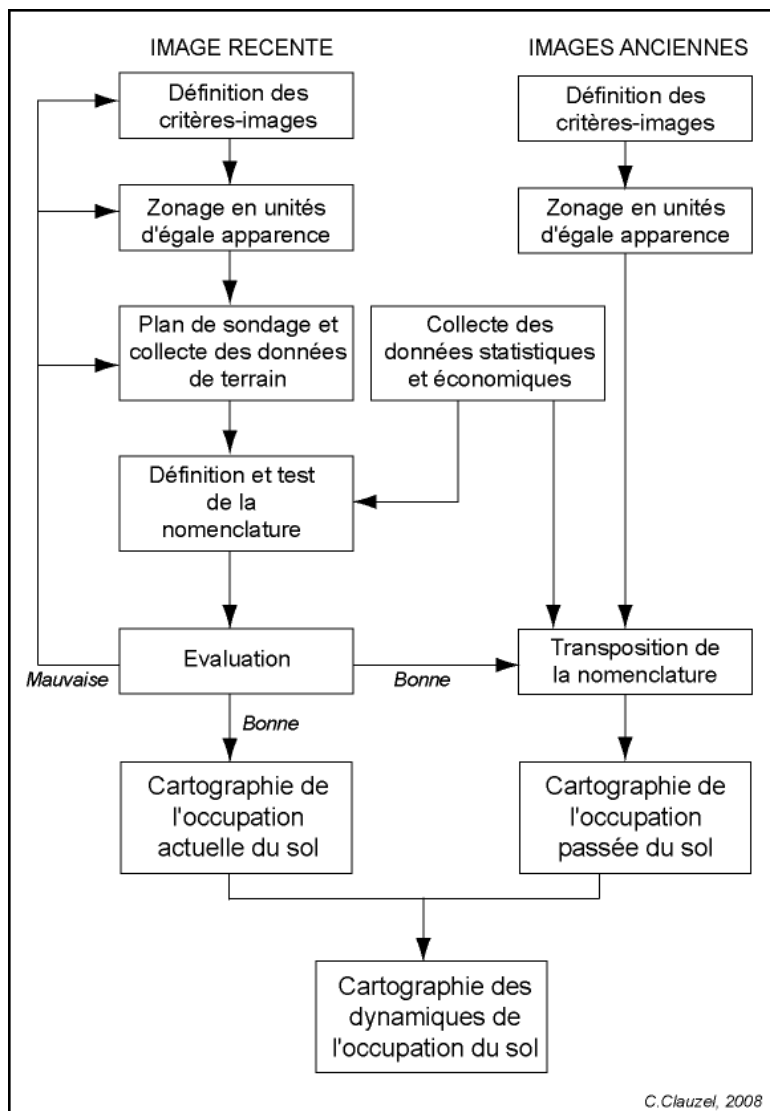 IMAGE RECENTE
IMAGES ANCIENNES
Définition des
critères-images
Définition des
critères-images
Zonage en unités
d'égale apparence
Zonage en unités
d'égale apparence
Plan de sondage et
collecte des données
de terrain
Collecte des
données statistiques
et économiques
Définition et test
de la
nomenclature
Evaluation
Mauvaise
Bonne
Bonne
Transposition de
la nomenclature
Cartographie de
l'occupation
actuelle du sol
Cartographie de
l'occupation
passée du sol
Cartographie des
dynamiques de
l'occupation du sol
C.Clauzel, 2008